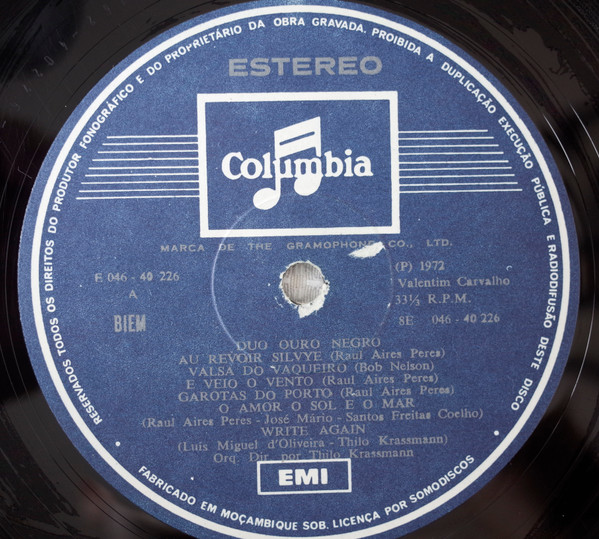 RESERVADOS TODOS OS DIREITOS DO PRODUTOR FONOGRÁFICO E DO PROPRIETÁRIO DA OBRA GRAVADA. PROIBIDA A DUPLICAÇÃO EXECUÇÃO PÚBLICA E RADIODIFUSÃO DESTE DISCO
ESTEREO
Columbia
MARCA DE THE GRAMOPHONE CO., LTD.
E 046 - 40 226
A
BIEM
(P) 1972
Valentim Carvalho
33⅓ R.P.M.
8E 046-40 226
DUO OURO NEGRO
AU REVOIR SILVYE (Raul Aires Peres)
VALSA DO VAQUEIRO (Bob Nelson)
E VEIO O VENTO (Raul Aires Peres)
GAROTAS DO PORTO (Raul Aires Peres)
O AMOR O SOL E O MAR
(Raul Aires Peres - José Mário - Santos Freitas Coelho)
WRITE AGAIN
(Luís Miguel d'Oliveira - Thilo Krassmann)
Orq. Dir. por Thilo Krassmann
EMI
FABRICADO EM MOÇAMBIQUE SOB. LICENÇA POR SOMODISCOS